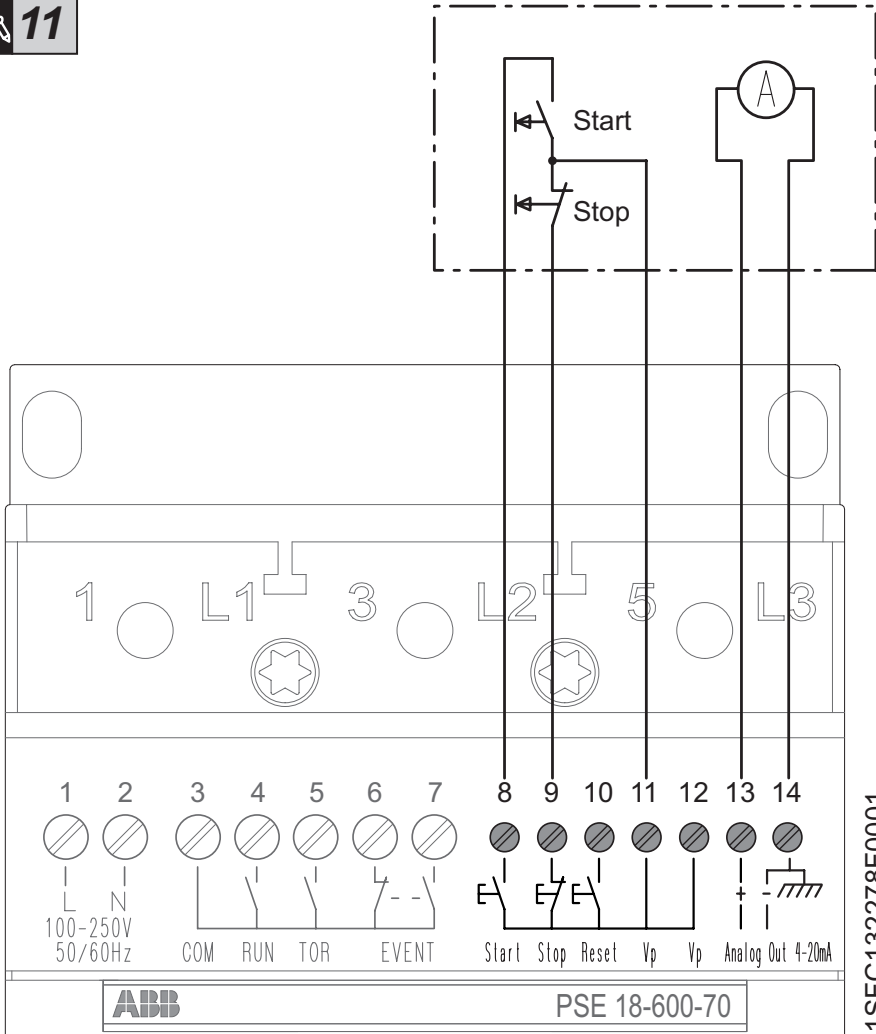 11
A
Start
Stop
1 L1 3 L2 5 L3
1 2 3 4 5 6 7 8 9 10 11 12 13 14
L N + -
100-250V
50/60Hz COM RUN TOR EVENT Start Stop Reset Vp Vp Analog Out 4-20mA
ABB PSE 18-600-70